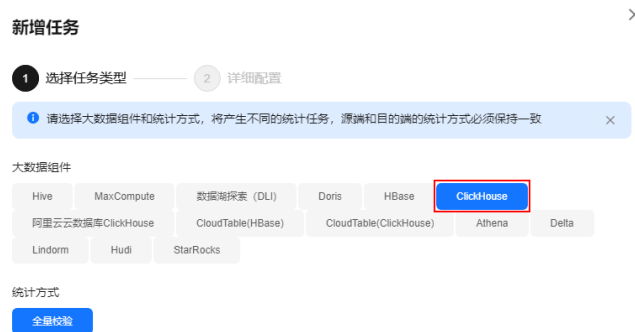 新增任务
1 选择任务类型 2 详细配置
请选择大数据组件和统计方式，将产生不同的统计任务，源端和目的端的统计方式必须保持一致
大数据组件
Hive MaxCompute 数据湖探索（DLI） Doris HBase ClickHouse
阿里云云数据库ClickHouse CloudTable(HBase) CloudTable(ClickHouse) Athena Delta
Lindorm Hudi StarRocks
统计方式
全量校验